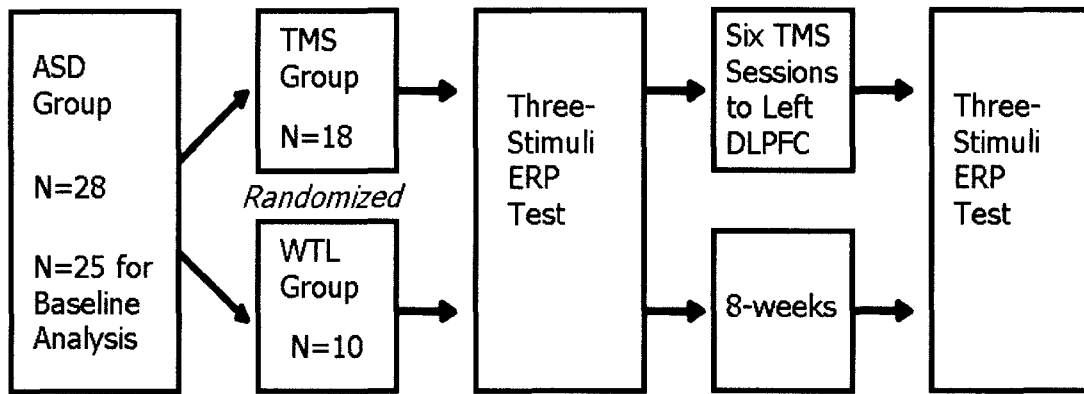 ASD
Group
N=28
N=25 for
Baseline
Analysis
TMS
Group
N=18
Randomized
WTL
Group
N=10
Three-
Stimuli
ERP
Test
Six TMS
Sessions
to Left
DLPFC
8-weeks
Three-
Stimuli
ERP
Test